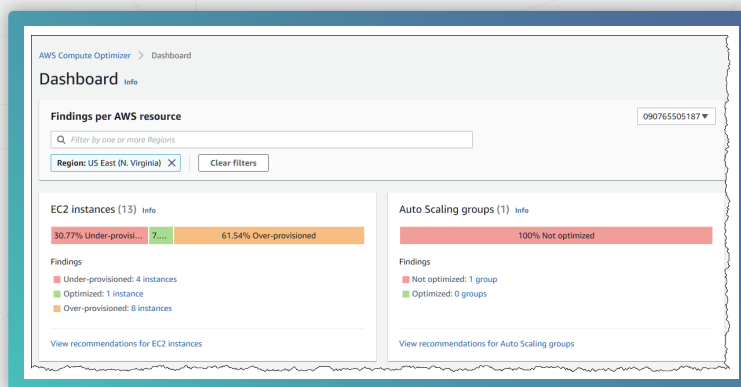 AWS Compute Optimizer > Dashboard
Dashboard Info
Findings per AWS resource
090765505187
Filter by one or more Regions
Region: US East (N. Virginia)
Clear filters
EC2 instances (13) Info
30.77% Under-provisi... 7.... 61.54% Over-provisioned
Findings
Under-provisioned: 4 instances
Optimized: 1 instance
Over-provisioned: 8 instances
View recommendations for EC2 instances
Auto Scaling groups (1) Info
100% Not optimized
Findings
Not optimized: 1 group
Optimized: 0 groups
View recommendations for Auto Scaling groups